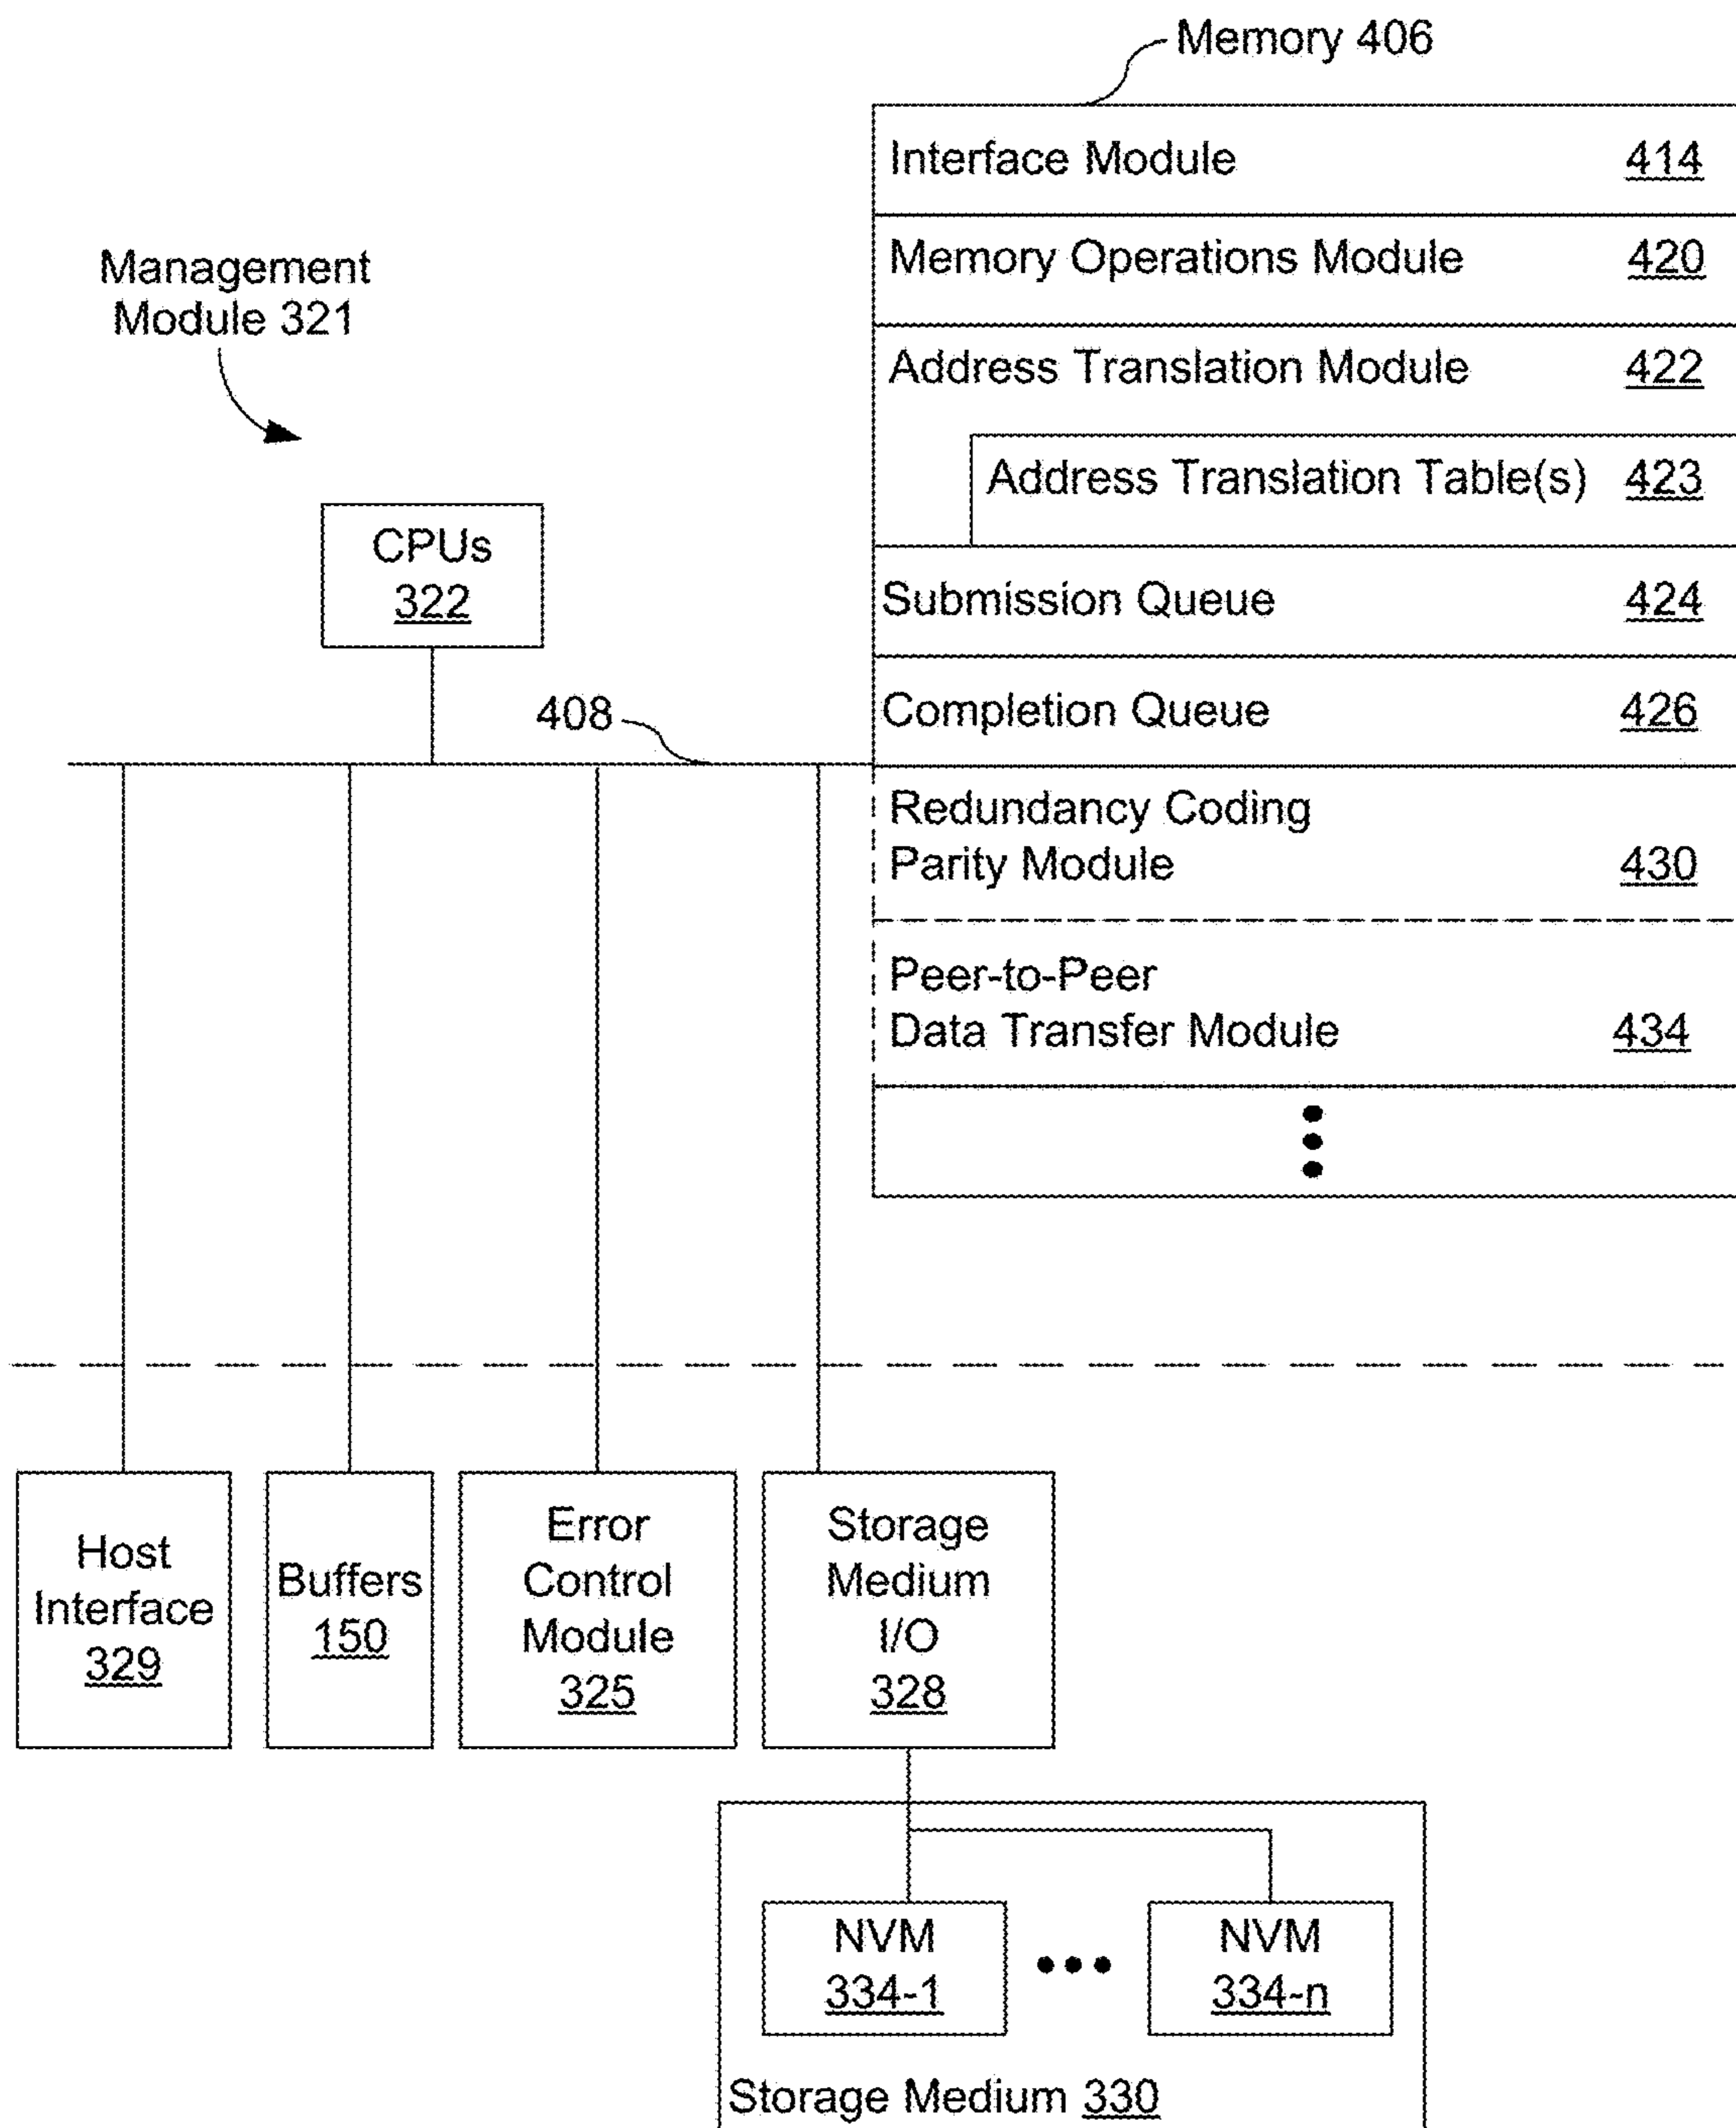 Memory 406
Interface Module 414
Memory Operations Module 420
Address Translation Module 422
Address Translation Table(s) 423
Submission Queue 424
Completion Queue 426
Redundancy Coding
Parity Module 430
Peer-to-Peer
Data Transfer Module 434
Management
Module 321
CPUs
322
408
Host
Interface
329
Buffers
150
Error
Control
Module
325
Storage
Medium
I/O
328
NVM
334-1
NVM
334-n
Storage Medium 330